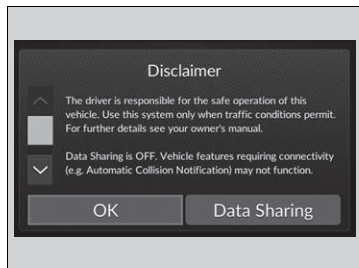 Disclaimer
The driver is responsible for the safe operation of this
vehicle. Use this system only when traffic conditions permit.
For further details see your owner's manual.
Data Sharing is OFF. Vehicle features requiring connectivity
(e.g. Automatic Collision Notification) may not function.
OK
Data Sharing